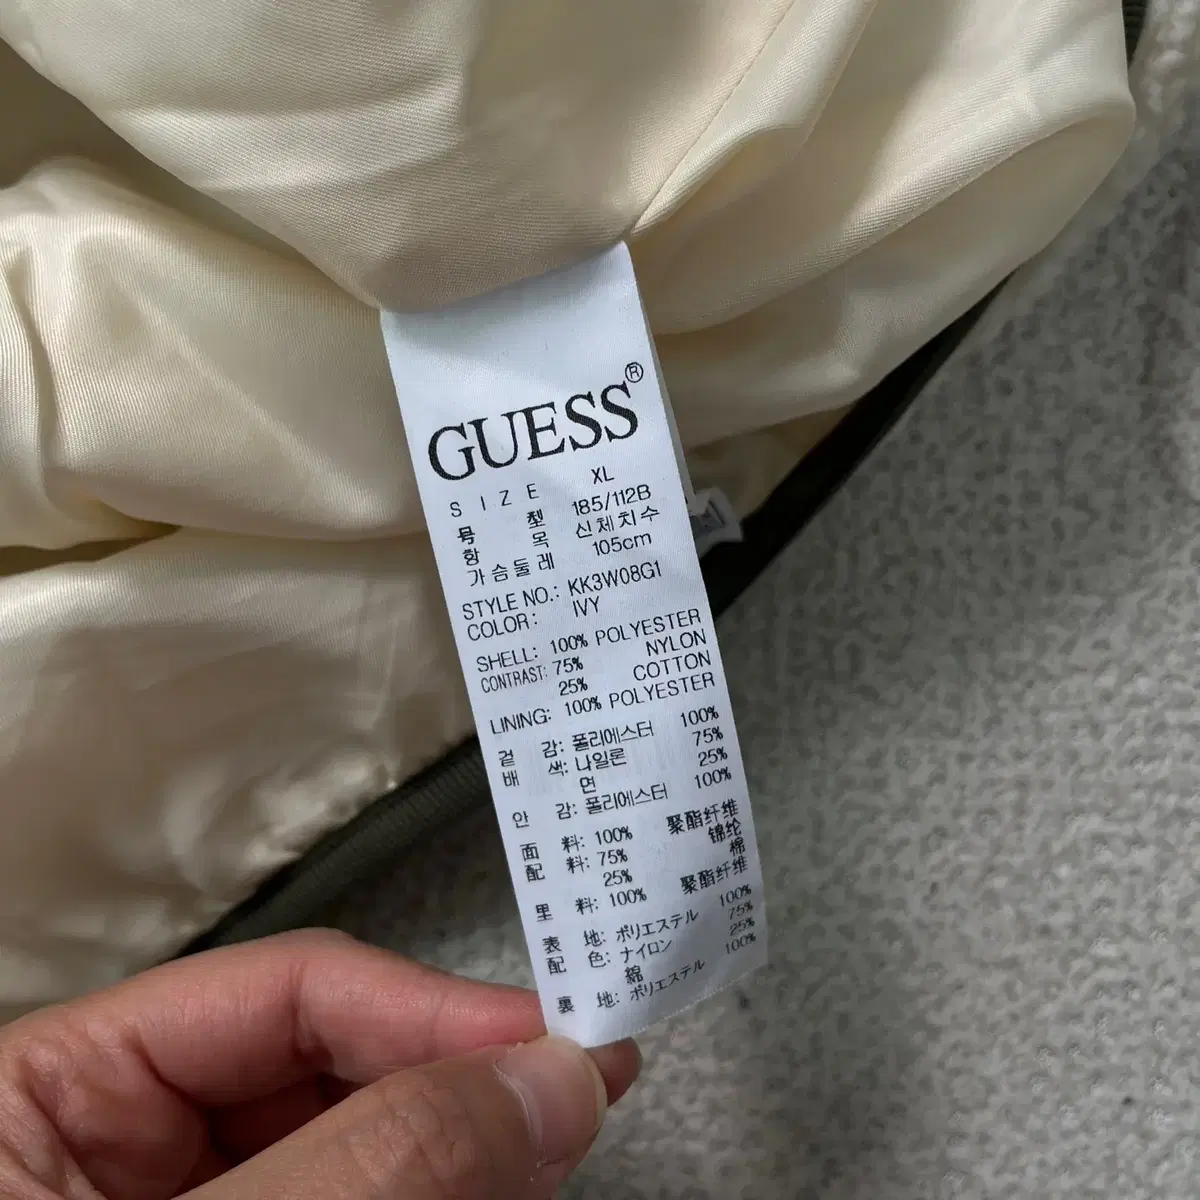 GUESS®
SIZE XL
号型 185/112B
항목 신체치수
가슴둘레 105cm
STYLE NO.: KK3W08G1
COLOR: IVY
SHELL: 100% POLYESTER
CONTRAST: 75% NYLON
25% COTTON
LINING: 100% POLYESTER
겉감: 폴리에스터 100%
배색: 나일론 75%
면 25%
안감: 폴리에스터 100%
面料: 100% 聚酯纤维
配料: 75% 锦纶
25% 棉
里料: 100% 聚酯纤维
表地: ポリエステル 100%
配色: ナイロン 75%
綿 25%
裏地: ポリエステル 100%